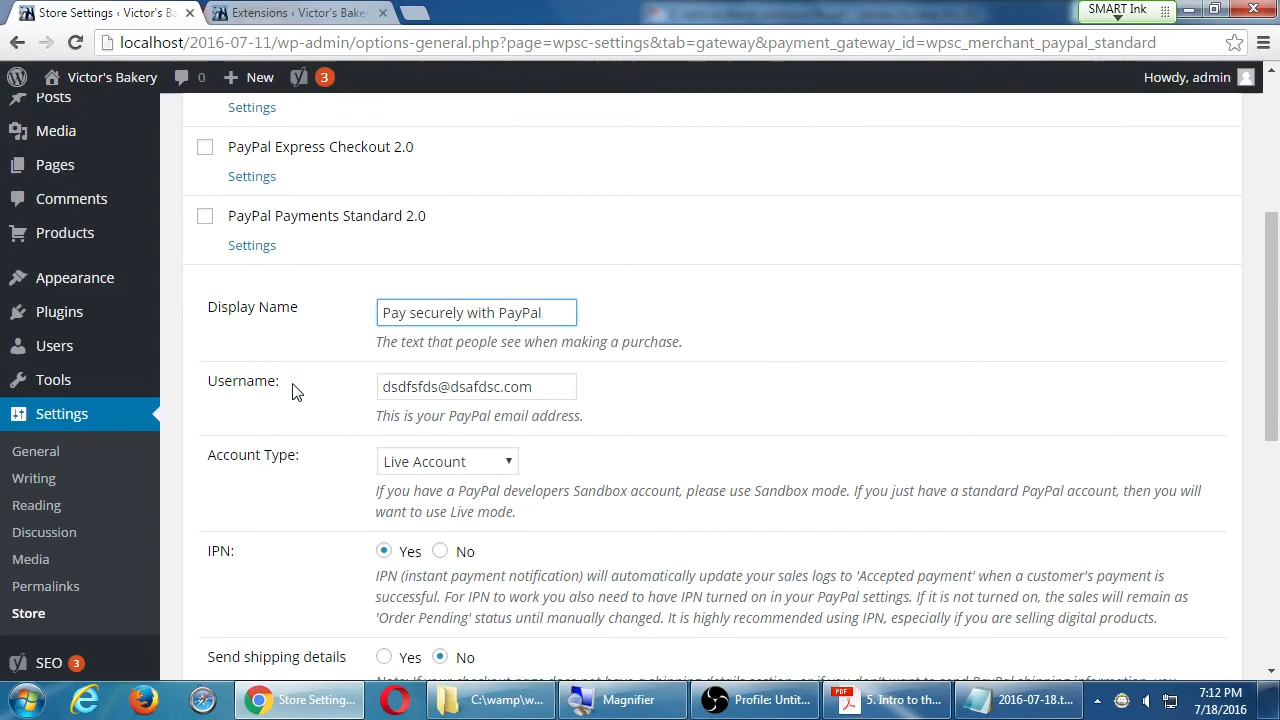 Store Settings ‹ Victor's B
Extensions ‹ Victor's Bake
SMART Ink
localhost/2016-07-11/wp-admin/options-general.php?page=wpsc-settings&tab=gateway&payment_gateway_id=wpsc_merchant_paypal_standard
Victor's Bakery
0
New
3
Howdy, admin
Posts
Media
Pages
Comments
Products
Appearance
Plugins
Users
Tools
Settings
General
Writing
Reading
Discussion
Media
Permalinks
Store
SEO 3
Settings
PayPal Express Checkout 2.0
Settings
PayPal Payments Standard 2.0
Settings
Display Name
Pay securely with PayPal
The text that people see when making a purchase.
Username:
dsdfsfds@dsafdsc.com
This is your PayPal email address.
Account Type:
Live Account
If you have a PayPal developers Sandbox account, please use Sandbox mode. If you just have a standard PayPal account, then you will
want to use Live mode.
IPN:
Yes No
IPN (instant payment notification) will automatically update your sales logs to 'Accepted payment' when a customer's payment is
successful. For IPN to work you also need to have IPN turned on in your PayPal settings. If it is not turned on, the sales will remain as
'Order Pending' status until manually changed. It is highly recommended using IPN, especially if you are selling digital products.
Send shipping details
Yes No
Store Setting...
C:\wamp\w...
Magnifier
Profile: Untit...
PDF
5. Intro to th...
2016-07-18.t...
7:12 PM
7/18/2016